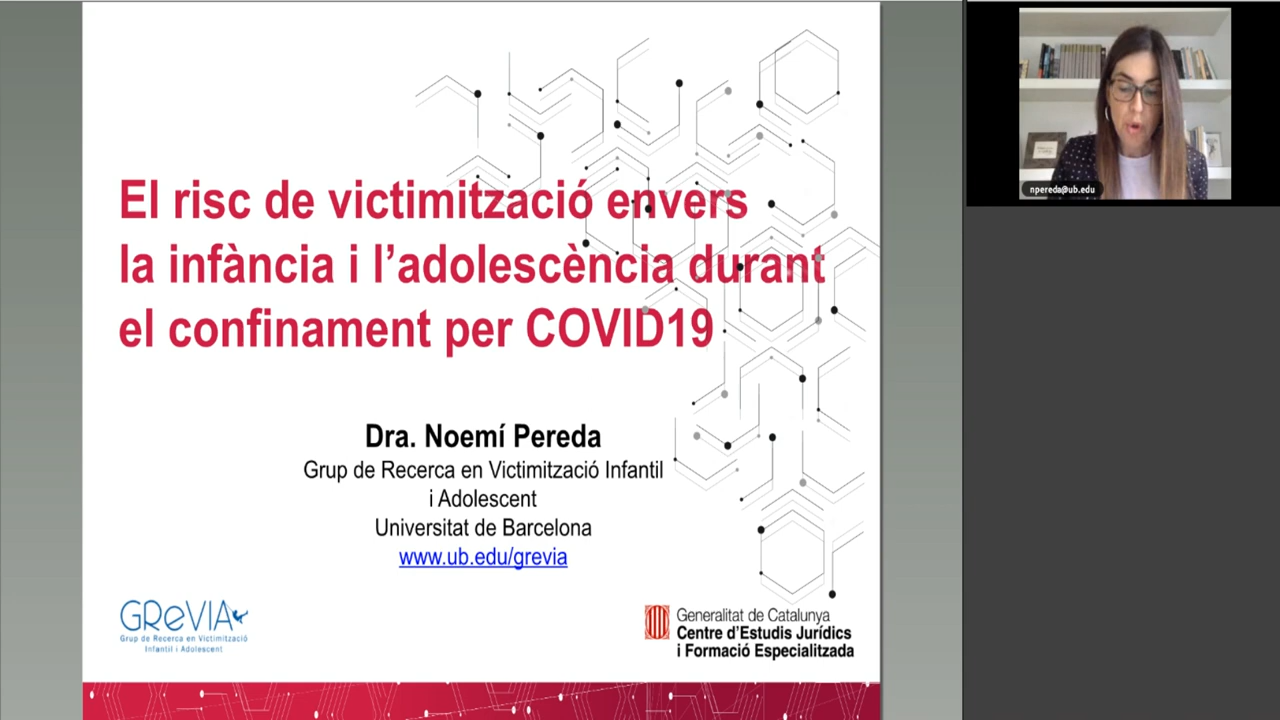 El risc de victimització envers
la infància i l’adolescència durant
el confinament per COVID19
Dra. Noemí Pereda
Grup de Recerca en Victimització Infantil
i Adolescent
Universitat de Barcelona
www.ub.edu/grevia
GReVIA
Grup de Recerca en Victimització
Infantil i Adolescent
Generalitat de Catalunya
Centre d’Estudis Jurídics
i Formació Especialitzada
npereda@ub.edu